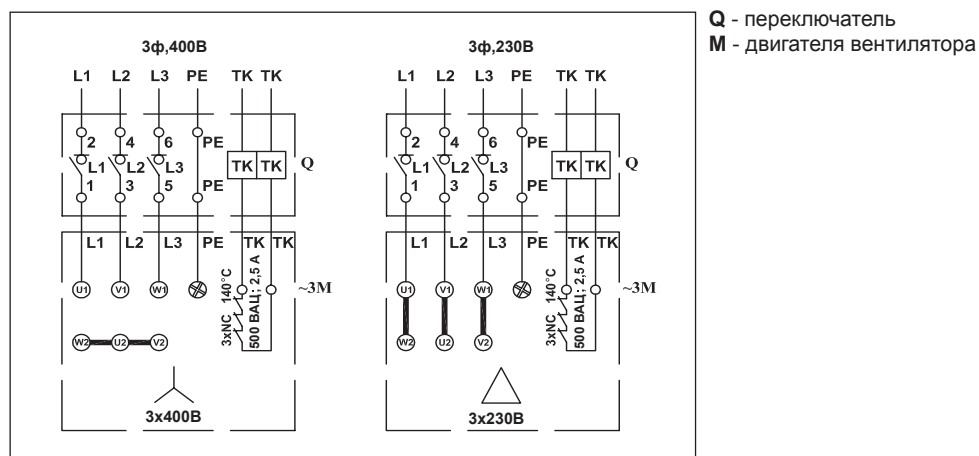 Q - переключатель
M - двигателя вентилятора
3ф,400В
L1 L2 L3 PE TK TK
2 4 6 PE
L1 L2 L3 TK TK Q
1 3 5 PE
L1 L2 L3 PE TK TK
U1 V1 W1 ~3M
3xNC 140°C
500 ВАЦ; 2,5 А
W2 U2 V2
3x400В
3ф,230В
L1 L2 L3 PE TK TK
2 4 6 PE
L1 L2 L3 TK TK Q
1 3 5 PE
L1 L2 L3 PE TK TK
U1 V1 W1 ~3M
3xNC 140°C
500 ВАЦ; 2,5 А
W2 U2 V2
3x230В